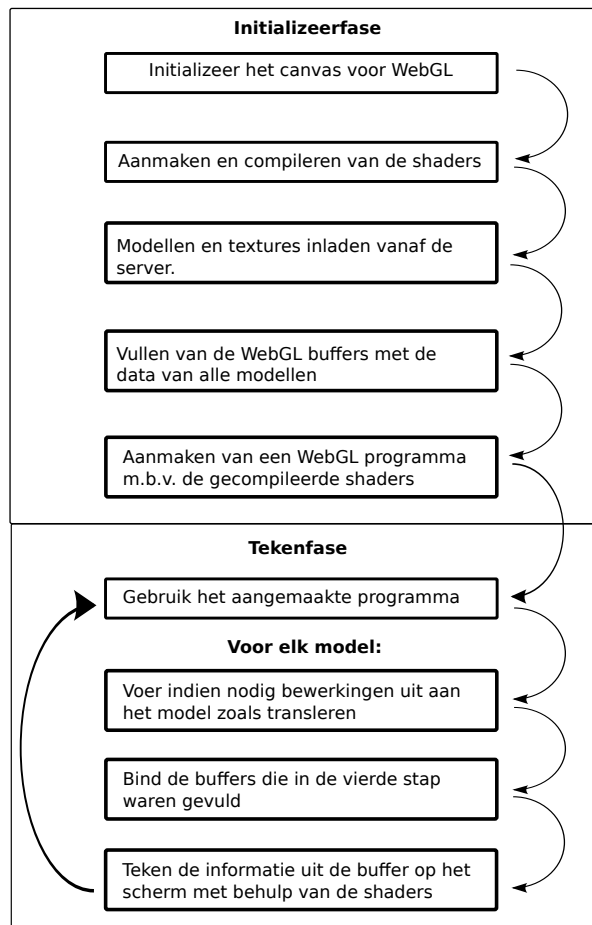 Initializeerfase
Initializeer het canvas voor WebGL
Aanmaken en compileren van de shaders
Modellen en textures inladen vanaf de
server.
Vullen van de WebGL buffers met de
data van alle modellen
Aanmaken van een WebGL programma
m.b.v. de gecompileerde shaders
Tekenfase
Gebruik het aangemaakte programma
Voor elk model:
Voer indien nodig bewerkingen uit aan
het model zoals transleren
Bind de buffers die in de vierde stap
waren gevuld
Teken de informatie uit de buffer op het
scherm met behulp van de shaders